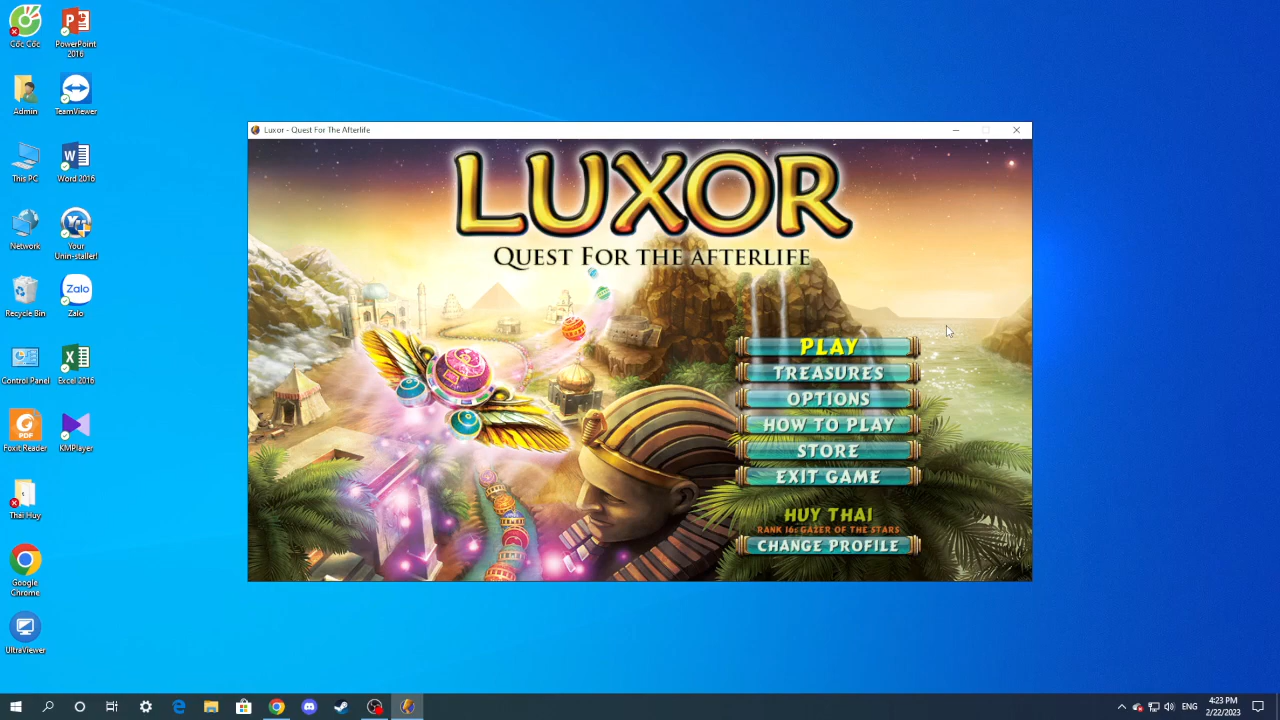 Cốc Cốc
PowerPoint
2016
Admin
TeamViewer
This PC
Word 2016
Network
Your
Unin-staller!
Recycle Bin
Zalo
Zalo
Control Panel
Excel 2016
PDF
Foxit Reader
KMPlayer
Thai Huy
Google
Chrome
UltraViewer
Luxor - Quest For The Afterlife
LUXOR
QUEST FOR THE AFTERLIFE
PLAY
TREASURES
OPTIONS
HOW TO PLAY
STORE
EXIT GAME
HUY THAI
RANK 16: GAZER OF THE STARS
CHANGE PROFILE
ENG
4:23 PM
2/22/2023